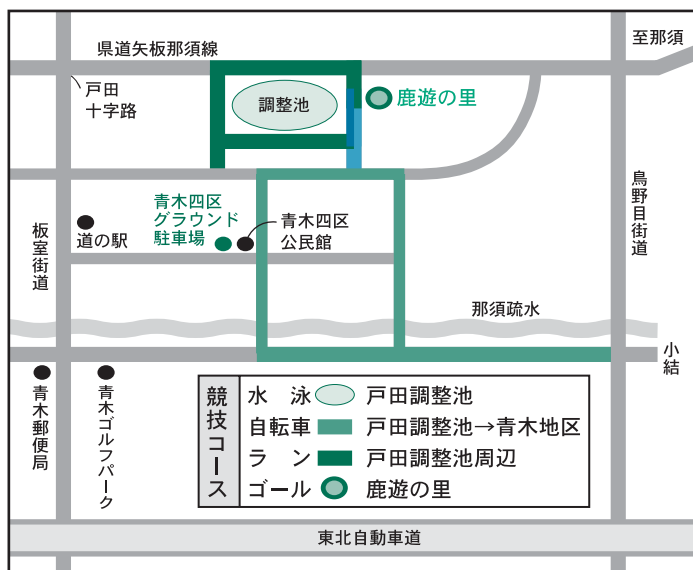 県道矢板那須線
至那須
戸田
十字路
調整池
鹿遊の里
青木四区
グラウンド
駐車場
青木四区
公民館
道の駅
板室街道
鳥野目街道
那須疏水
小結
青木郵便局
青木ゴルフパーク
競技コース
水 泳 戸田調整池
自転車 戸田調整池→青木地区
ラ ン 戸田調整池周辺
ゴール 鹿遊の里
東北自動車道